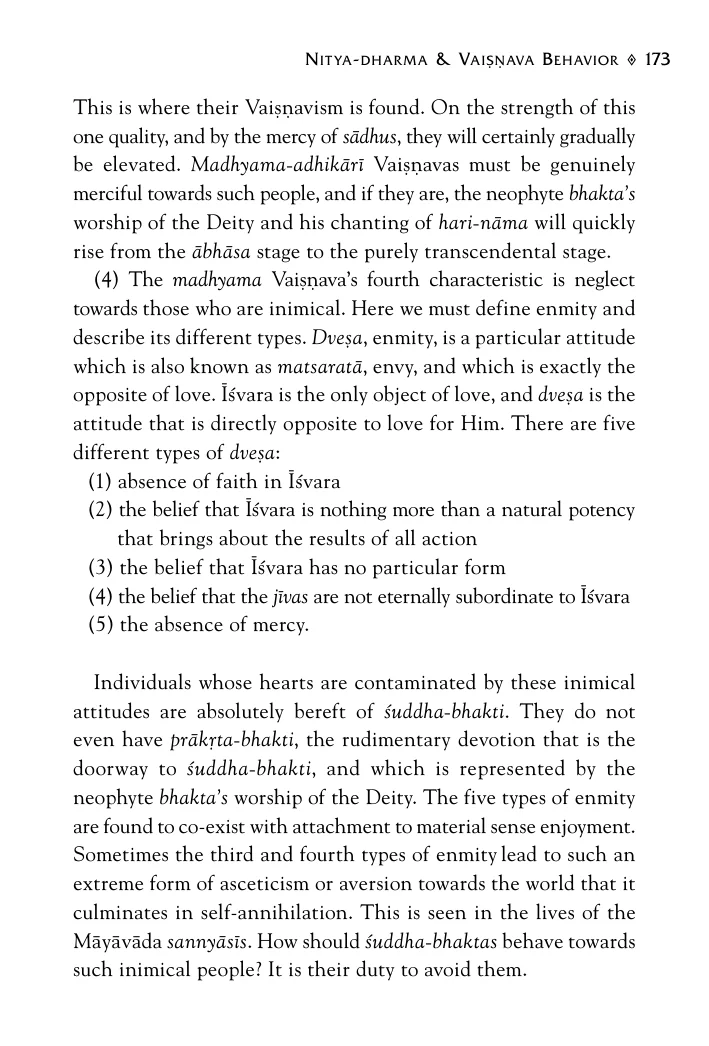 NITYA-DHARMA & VAIṢṆAVA BEHAVIOR ◊ 173
This is where their Vaiṣṇavism is found. On the strength of this
one quality, and by the mercy of sādhus, they will certainly gradually
be elevated. Madhyama-adhikārī Vaiṣṇavas must be genuinely
merciful towards such people, and if they are, the neophyte bhakta's
worship of the Deity and his chanting of hari-nāma will quickly
rise from the ābhāsa stage to the purely transcendental stage.
(4) The madhyama Vaiṣṇava's fourth characteristic is neglect
towards those who are inimical. Here we must define enmity and
describe its different types. Dveṣa, enmity, is a particular attitude
which is also known as matsaratā, envy, and which is exactly the
opposite of love. Īśvara is the only object of love, and dveṣa is the
attitude that is directly opposite to love for Him. There are five
different types of dveṣa:
(1) absence of faith in Īśvara
(2) the belief that Īśvara is nothing more than a natural potency
that brings about the results of all action
(3) the belief that Īśvara has no particular form
(4) the belief that the jīvas are not eternally subordinate to Īśvara
(5) the absence of mercy.
Individuals whose hearts are contaminated by these inimical
attitudes are absolutely bereft of śuddha-bhakti. They do not
even have prākṛta-bhakti, the rudimentary devotion that is the
doorway to śuddha-bhakti, and which is represented by the
neophyte bhakta's worship of the Deity. The five types of enmity
are found to co-exist with attachment to material sense enjoyment.
Sometimes the third and fourth types of enmity lead to such an
extreme form of asceticism or aversion towards the world that it
culminates in self-annihilation. This is seen in the lives of the
Māyāvāda sannyāsīs. How should śuddha-bhaktas behave towards
such inimical people? It is their duty to avoid them.